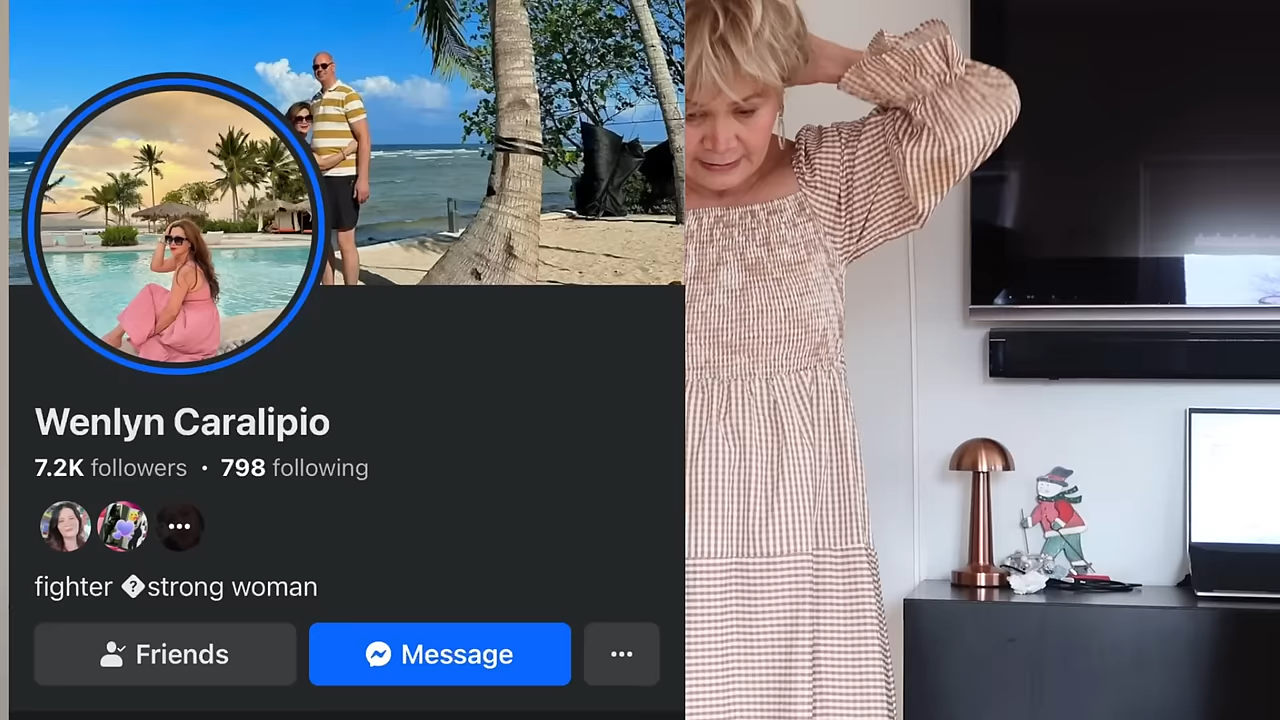 Wenlyn Caralipio
7.2K followers • 798 following
fighter �strong woman
Friends
Message